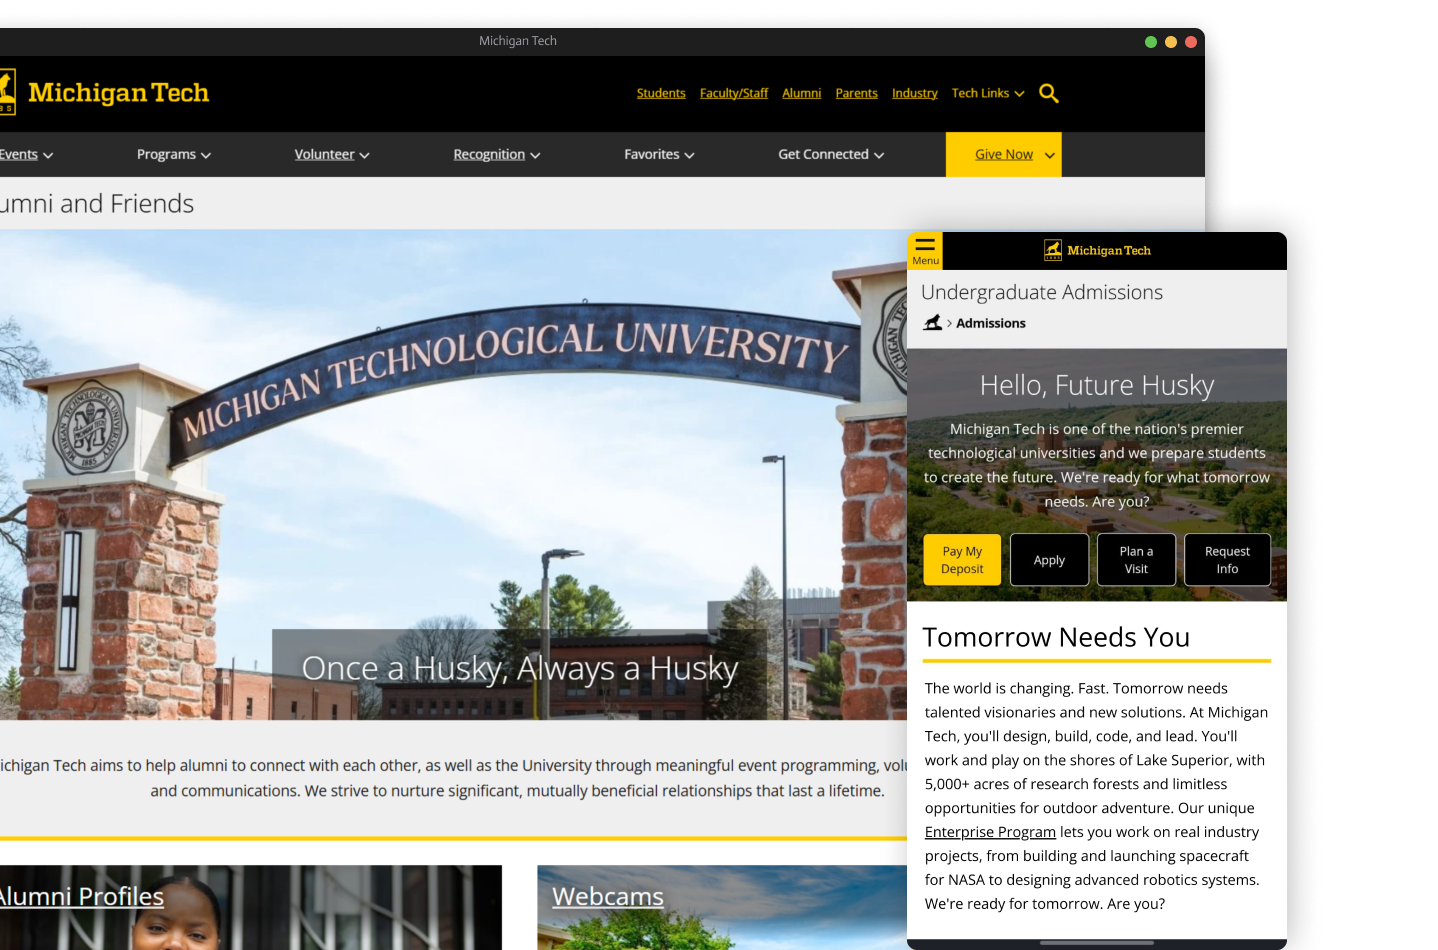 Michigan Tech
Michigan Tech
Students Faculty/Staff Alumni Parents Industry Tech Links
Events Programs Volunteer Recognition Favorites Get Connected Give Now
umni and Friends
MICHIGAN TECHNOLOGICAL UNIVERSITY
MICHIGAN TECHNOLOGICAL UNIVERSITY
1885
Once a Husky, Always a Husky
ichigan Tech aims to help alumni to connect with each other, as well as the University through meaningful event programming, volu
and communications. We strive to nurture significant, mutually beneficial relationships that last a lifetime.
Alumni Profiles
Webcams
Menu
Michigan Tech
Undergraduate Admissions
> Admissions
Hello, Future Husky
Michigan Tech is one of the nation's premier
technological universities and we prepare students
to create the future. We're ready for what tomorrow
needs. Are you?
Pay My
Deposit
Apply
Plan a
Visit
Request
Info
Tomorrow Needs You
The world is changing. Fast. Tomorrow needs
talented visionaries and new solutions. At Michigan
Tech, you'll design, build, code, and lead. You'll
work and play on the shores of Lake Superior, with
5,000+ acres of research forests and limitless
opportunities for outdoor adventure. Our unique
Enterprise Program lets you work on real industry
projects, from building and launching spacecraft
for NASA to designing advanced robotics systems.
We're ready for tomorrow. Are you?